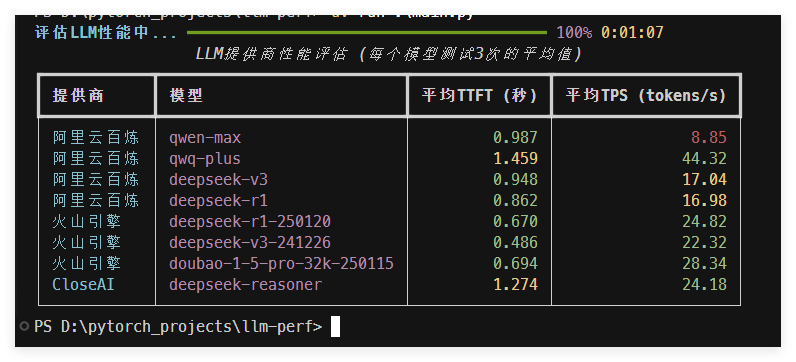 PS D:\pytorch_projects\llm-perf> uv run .\main.py
评估LLM性能中... 100% 0:01:07
LLM提供商性能评估 (每个模型测试3次的平均值)
提供商 模型 平均TTFT (秒) 平均TPS (tokens/s)
阿里云百炼 qwen-max 0.987 8.85
阿里云百炼 qwq-plus 1.459 44.32
阿里云百炼 deepseek-v3 0.948 17.04
阿里云百炼 deepseek-r1 0.862 16.98
火山引擎 deepseek-r1-250120 0.670 24.82
火山引擎 deepseek-v3-241226 0.486 22.32
火山引擎 doubao-1-5-pro-32k-250115 0.694 28.34
CloseAI deepseek-reasoner 1.274 24.18
PS D:\pytorch_projects\llm-perf>